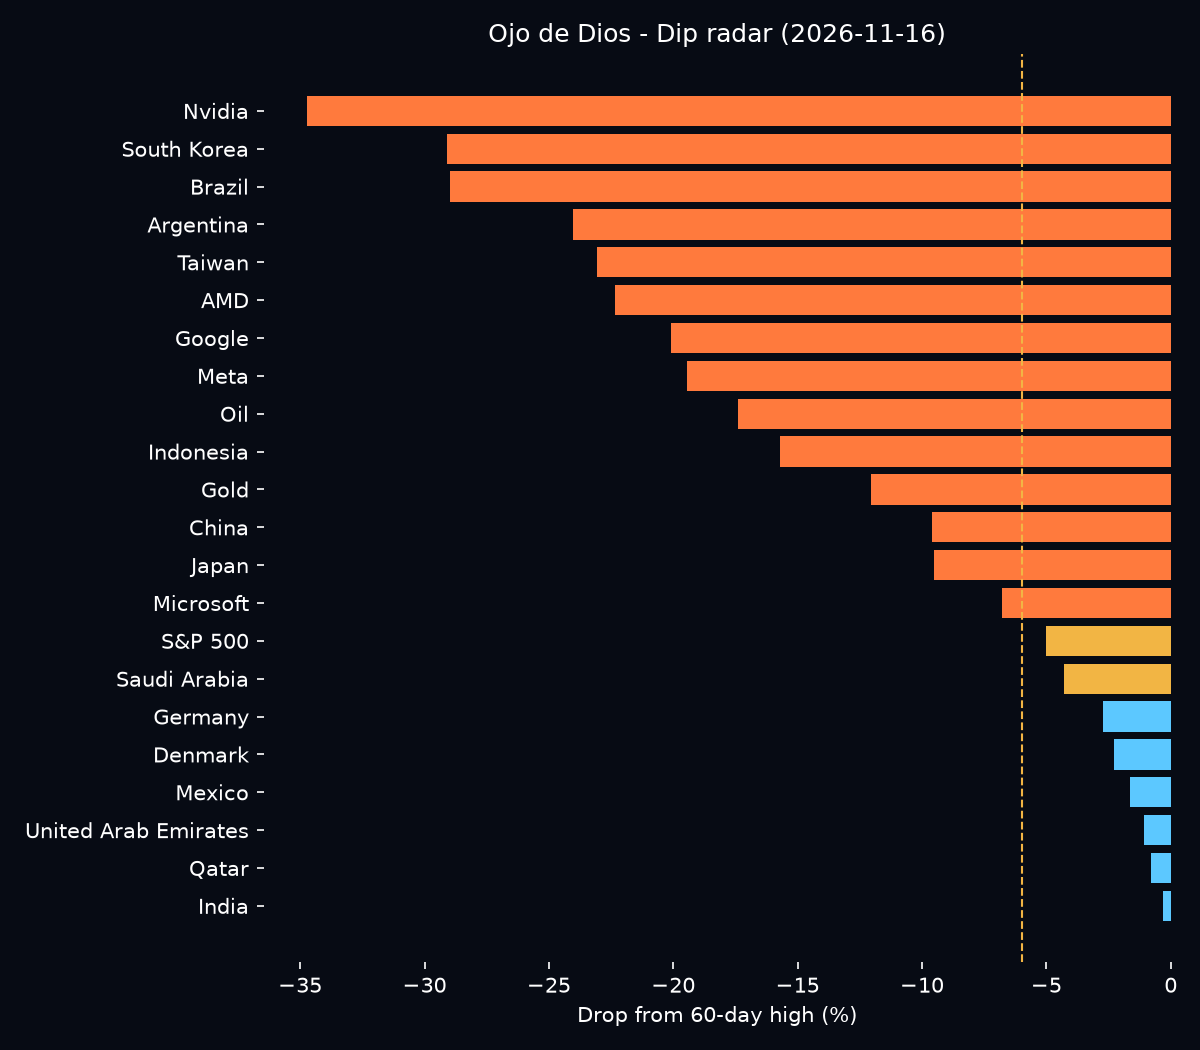 Ojo de Dios - Dip radar (2026-11-16)
Nvidia
South Korea
Brazil
Argentina
Taiwan
AMD
Google
Meta
Oil
Indonesia
Gold
China
Japan
Microsoft
S&P 500
Saudi Arabia
Germany
Denmark
Mexico
United Arab Emirates
Qatar
India
−35 −30 −25 −20 −15 −10 −5 0
Drop from 60-day high (%)